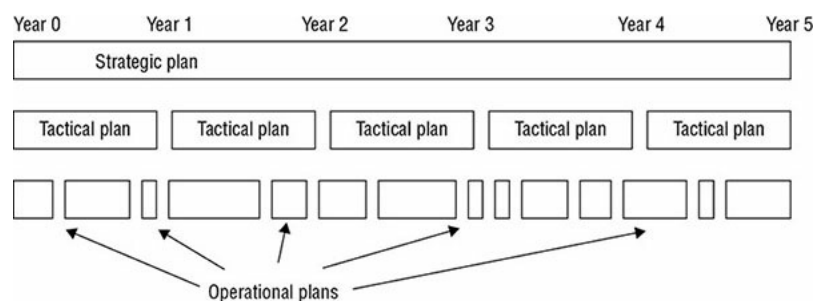 Year 0 Year 1 Year 2 Year 3 Year 4 Year 5
Strategic plan
Tactical plan Tactical plan Tactical plan Tactical plan Tactical plan
Operational plans